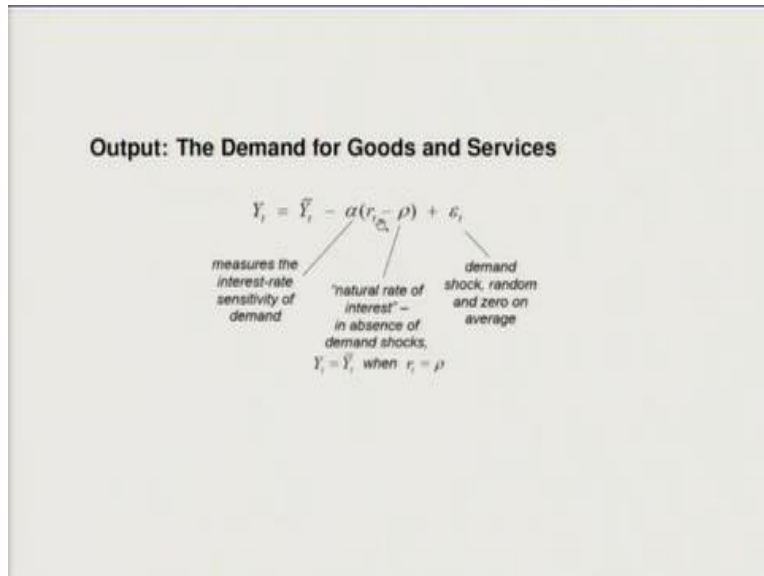 Output: The Demand for Goods and Services
Yₜ = Ȳₜ − α(rₜ − ρ) + εₜ
measures the
interest-rate
sensitivity of
demand
"natural rate of
interest" –
in absence of
demand shocks,
Yₜ = Ȳₜ when rₜ = ρ
demand
shock, random
and zero on
average